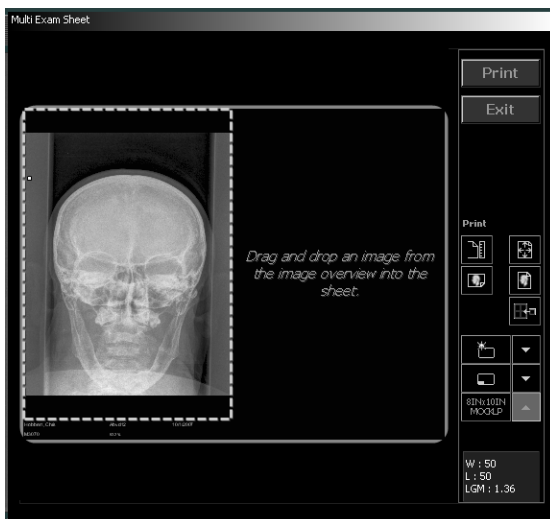 Multi Exam Sheet
Print
Exit
Drag and drop an image from
the image overview into the
sheet.
Print
8INx10IN
W : 50
L : 50
LGM : 1.36